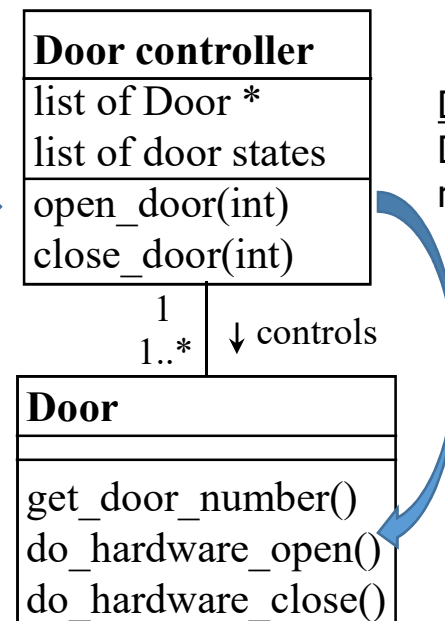 Door controller
list of Door *
list of door states
open_door(int)
close_door(int)
1
1..*
↓ controls
Door
get_door_number()
do_hardware_open()
do_hardware_close()